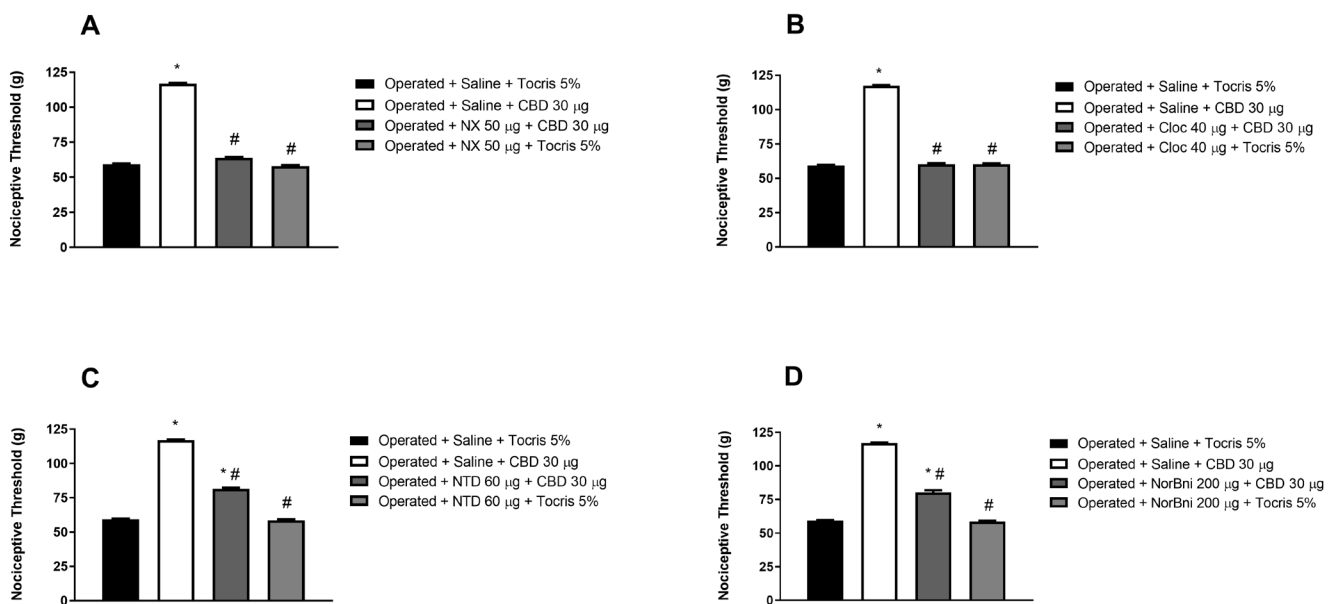 A
Nociceptive Threshold (g)
125
100
75
50
25
0
*
#
#
Operated + Saline + Tocris 5%
Operated + Saline + CBD 30 μg
Operated + NX 50 μg + CBD 30 μg
Operated + NX 50 μg + Tocris 5%
B
Nociceptive Threshold (g)
125
100
75
50
25
0
*
#
#
Operated + Saline + Tocris 5%
Operated + Saline + CBD 30 μg
Operated + Cloc 40 μg + CBD 30 μg
Operated + Cloc 40 μg + Tocris 5%
C
Nociceptive Threshold (g)
125
100
75
50
25
0
*
* #
#
Operated + Saline + Tocris 5%
Operated + Saline + CBD 30 μg
Operated + NTD 60 μg + CBD 30 μg
Operated + NTD 60 μg + Tocris 5%
D
Nociceptive Threshold (g)
125
100
75
50
25
0
*
* #
#
Operated + Saline + Tocris 5%
Operated + Saline + CBD 30 μg
Operated + NorBni 200 μg + CBD 30 μg
Operated + NorBni 200 μg + Tocris 5%